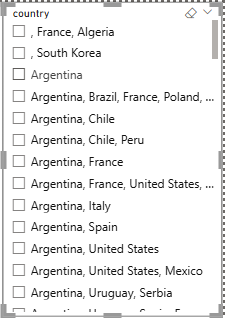 country
, France, Algeria
, South Korea
Argentina
Argentina, Brazil, France, Poland, ...
Argentina, Chile
Argentina, Chile, Peru
Argentina, France
Argentina, France, United States, ...
Argentina, Italy
Argentina, Spain
Argentina, United States
Argentina, United States, Mexico
Argentina, Uruguay, Serbia